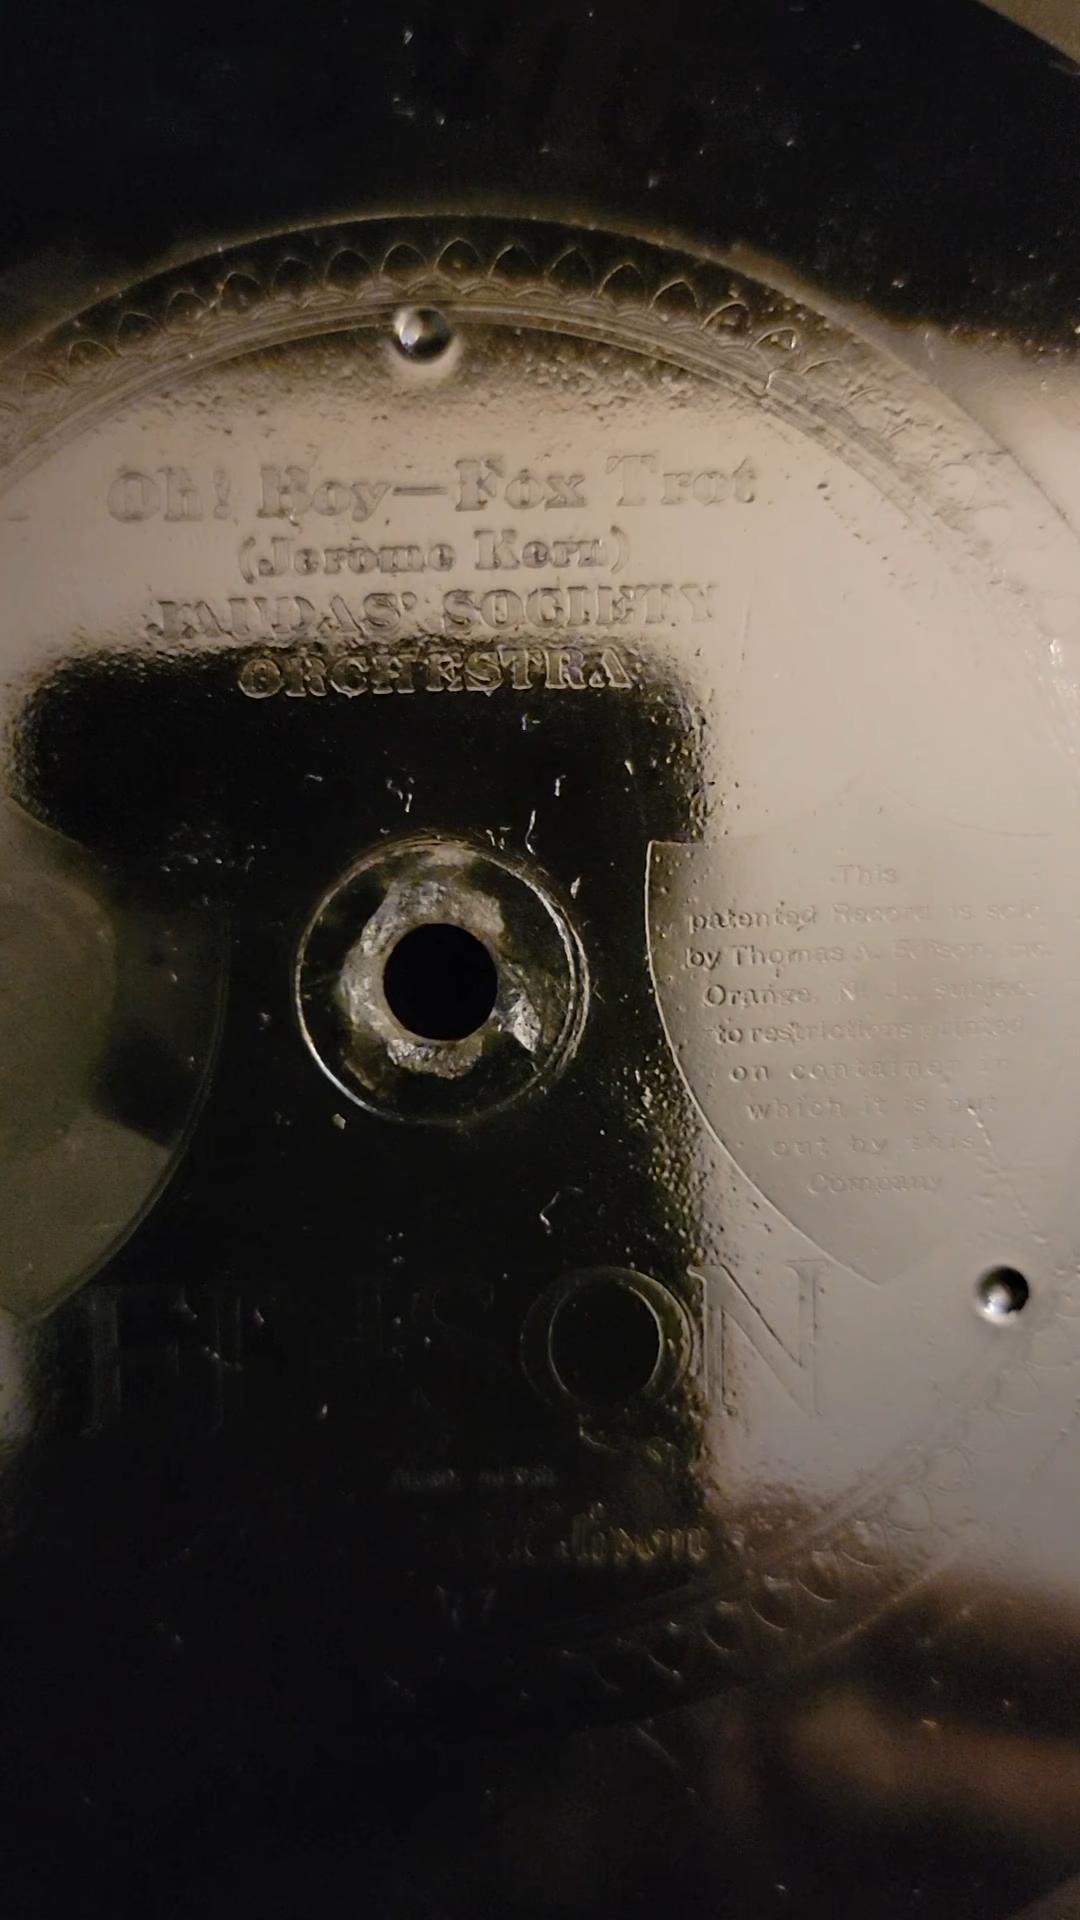 Oh! Boy—Fox Trot
(Jerome Kern)
JAUDAS' SOCIETY
ORCHESTRA
This
patented Record is sold
by Thomas A. Edison, Inc.
Orange, N. J., subject
to restrictions printed
on container in
which it is put
out by this
Company
EDISON